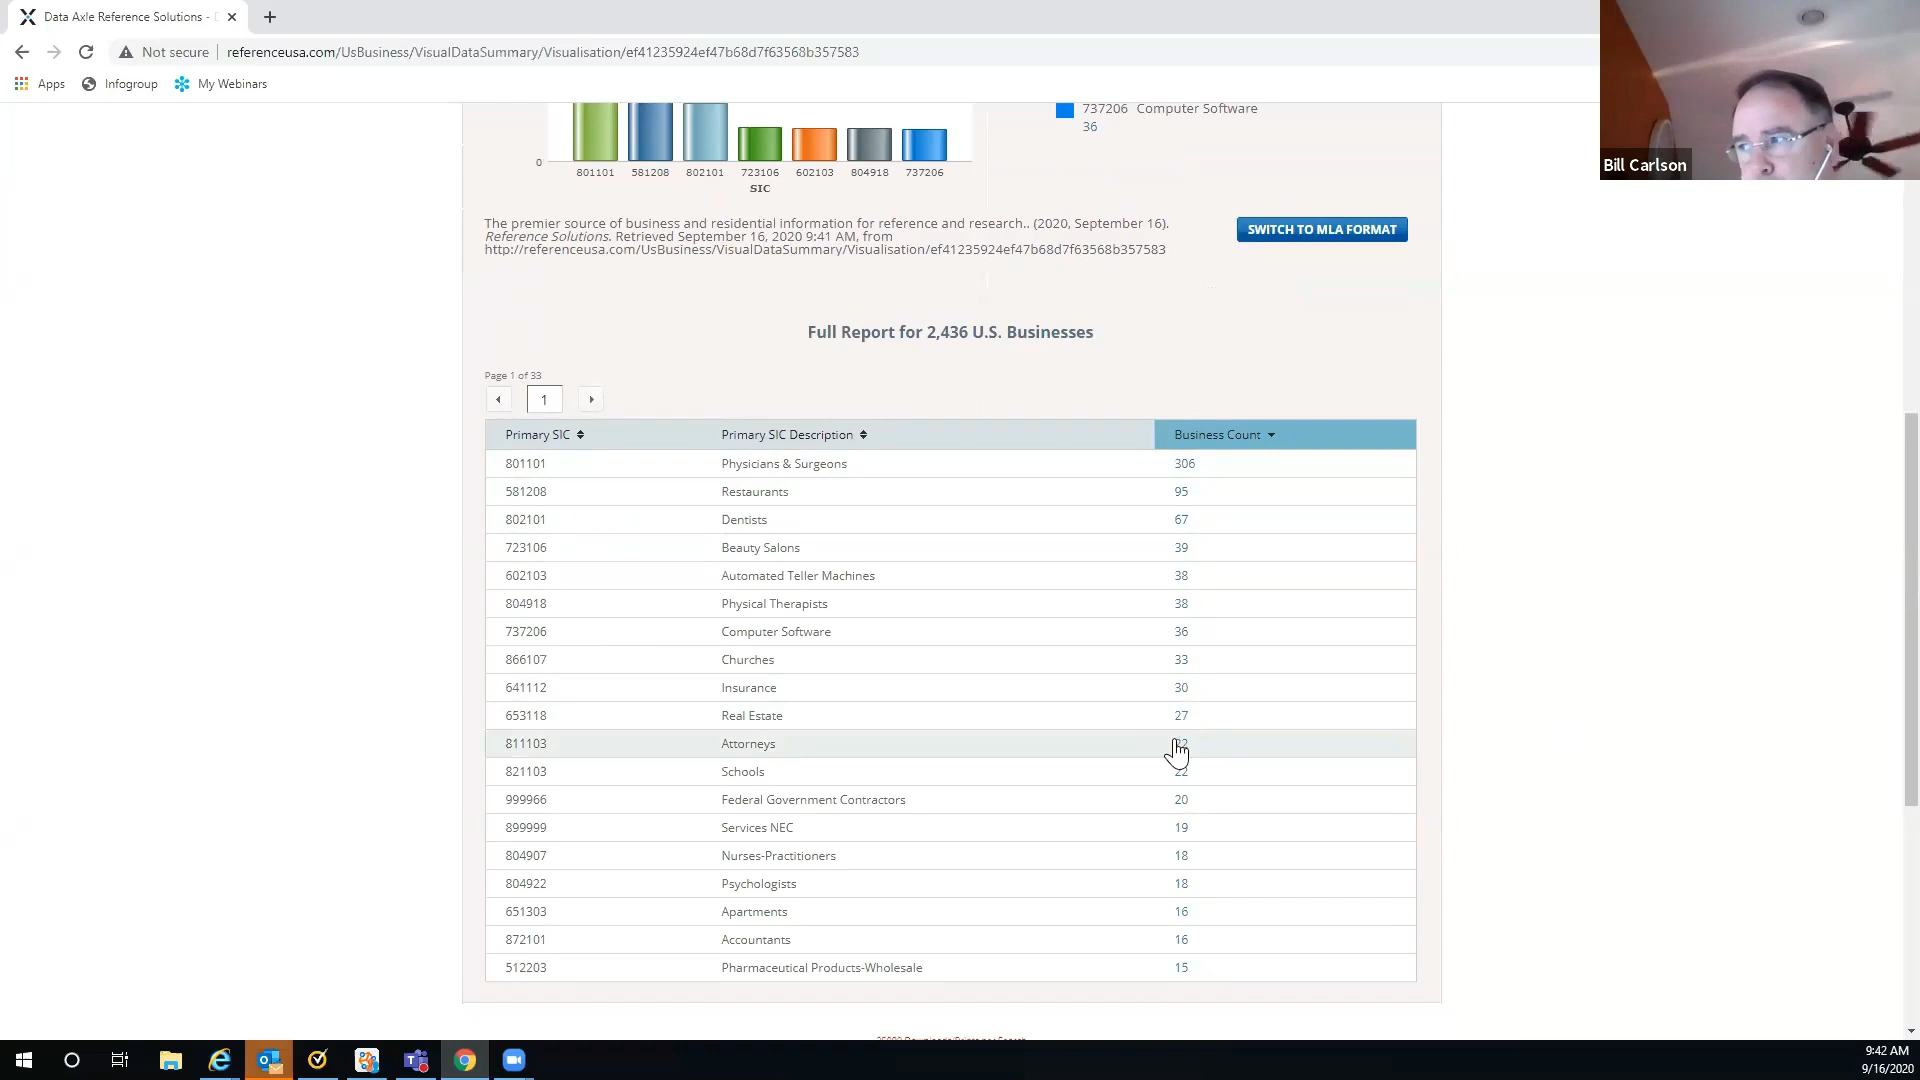 Data Axle Reference Solutions -
Not secure
referenceusa.com/UsBusiness/VisualDataSummary/Visualisation/ef41235924ef47b68d7f63568b357583
Apps
Infogroup
My Webinars
737206 Computer Software
36
0
801101 581208 802101 723106 602103 804918 737206
SIC
The premier source of business and residential information for reference and research.. (2020, September 16).
Reference Solutions. Retrieved September 16, 2020 9:41 AM, from
http://referenceusa.com/UsBusiness/VisualDataSummary/Visualisation/ef41235924ef47b68d7f63568b357583
SWITCH TO MLA FORMAT
Bill Carlson
Full Report for 2,436 U.S. Businesses
Page 1 of 33
1
Primary SIC Primary SIC Description Business Count
801101 Physicians & Surgeons 306
581208 Restaurants 95
802101 Dentists 67
723106 Beauty Salons 39
602103 Automated Teller Machines 38
804918 Physical Therapists 38
737206 Computer Software 36
866107 Churches 33
641112 Insurance 30
653118 Real Estate 27
811103 Attorneys
821103 Schools 22
999966 Federal Government Contractors 20
899999 Services NEC 19
804907 Nurses-Practitioners 18
804922 Psychologists 18
651303 Apartments 16
872101 Accountants 16
512203 Pharmaceutical Products-Wholesale 15
9:42 AM
9/16/2020